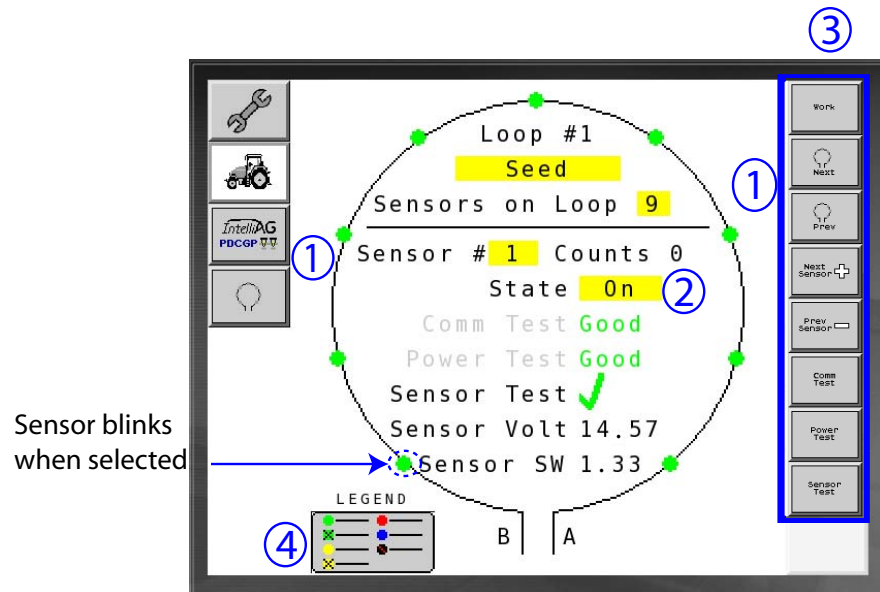 3
Work
Next
Prev
Next Sensor
Prev Sensor
Comm Test
Power Test
Sensor Test
1
IntelliAG
PDCGP
1
Loop #1
Seed
Sensors on Loop 9
Sensor # 1 Counts 0
State On
2
Comm Test Good
Power Test Good
Sensor Test
Sensor Volt 14.57
Sensor SW 1.33
Sensor blinks
when selected
LEGEND
4
B A